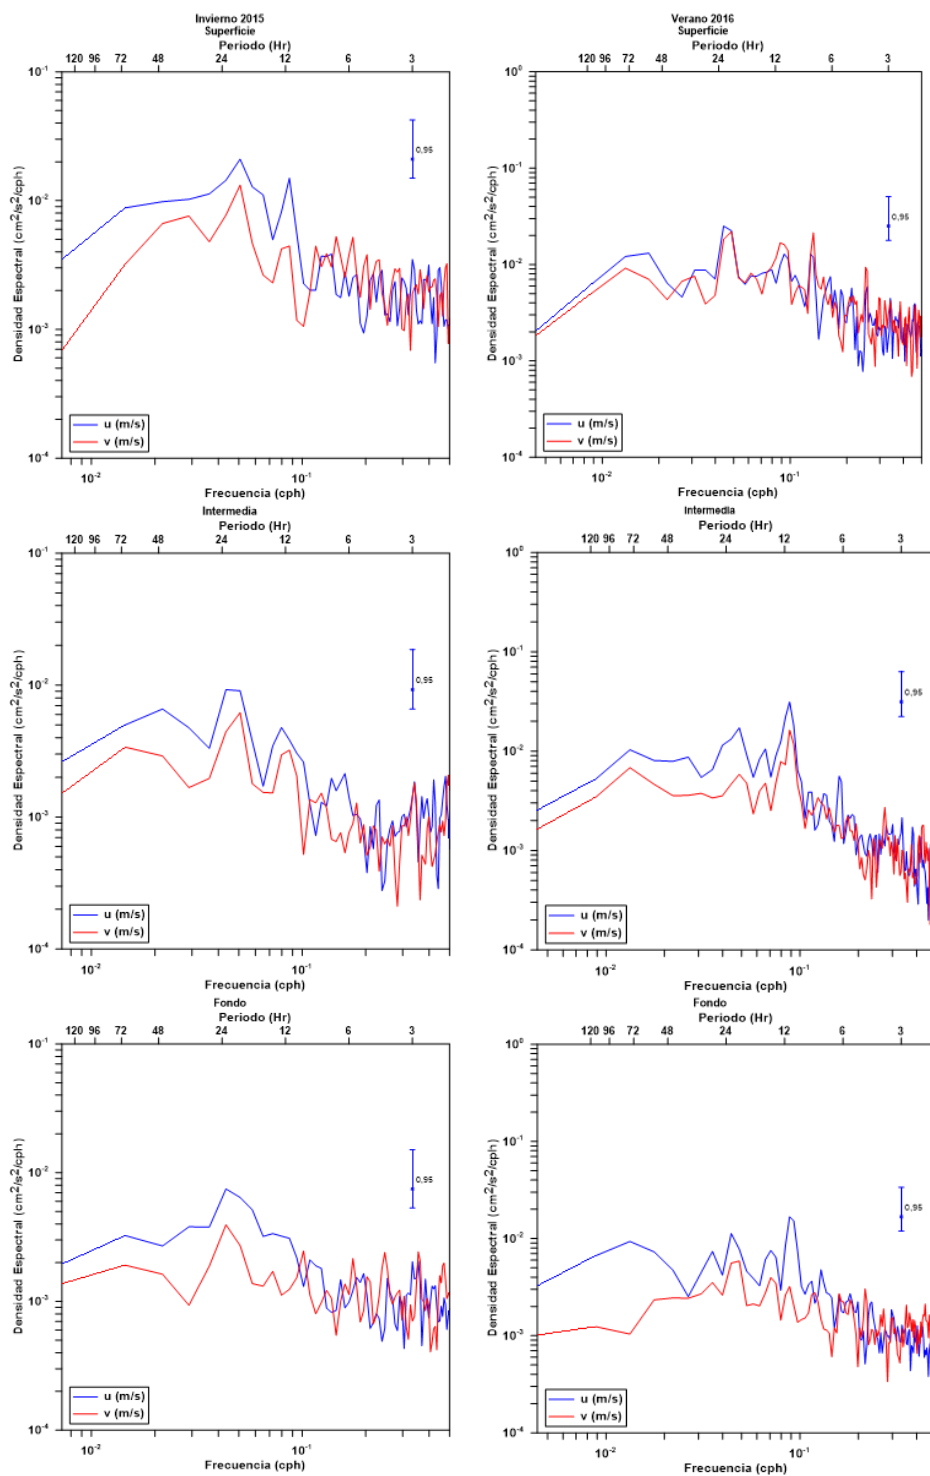 Invierno 2015
Superficie
Periodo (Hr)
120 96 72 48 24 12 6 3
10⁻¹
10⁻²
10⁻³
10⁻⁴
Densidad Espectral (cm²/s²/cph)
0,95
u (m/s)
v (m/s)
10⁻² 10⁻¹
Frecuencia (cph)
Verano 2016
Superficie
Periodo (Hr)
120 96 72 48 24 12 6 3
10⁰
10⁻¹
10⁻²
10⁻³
10⁻⁴
Densidad Espectral (cm²/s²/cph)
0,95
u (m/s)
v (m/s)
10⁻² 10⁻¹
Frecuencia (cph)
Intermedia
Periodo (Hr)
120 96 72 48 24 12 6 3
10⁻¹
10⁻²
10⁻³
10⁻⁴
Densidad Espectral (cm²/s²/cph)
0,95
u (m/s)
v (m/s)
10⁻² 10⁻¹
Frecuencia (cph)
Intermedia
Periodo (Hr)
120 96 72 48 24 12 6 3
10⁰
10⁻¹
10⁻²
10⁻³
10⁻⁴
Densidad Espectral (cm²/s²/cph)
0,95
u (m/s)
v (m/s)
10⁻² 10⁻¹
Frecuencia (cph)
Fondo
Periodo (Hr)
120 96 72 48 24 12 6 3
10⁻¹
10⁻²
10⁻³
10⁻⁴
Densidad Espectral (cm²/s²/cph)
0,95
u (m/s)
v (m/s)
10⁻² 10⁻¹
Frecuencia (cph)
Fondo
Periodo (Hr)
120 96 72 48 24 12 6 3
10⁰
10⁻¹
10⁻²
10⁻³
10⁻⁴
Densidad Espectral (cm²/s²/cph)
0,95
u (m/s)
v (m/s)
10⁻² 10⁻¹
Frecuencia (cph)